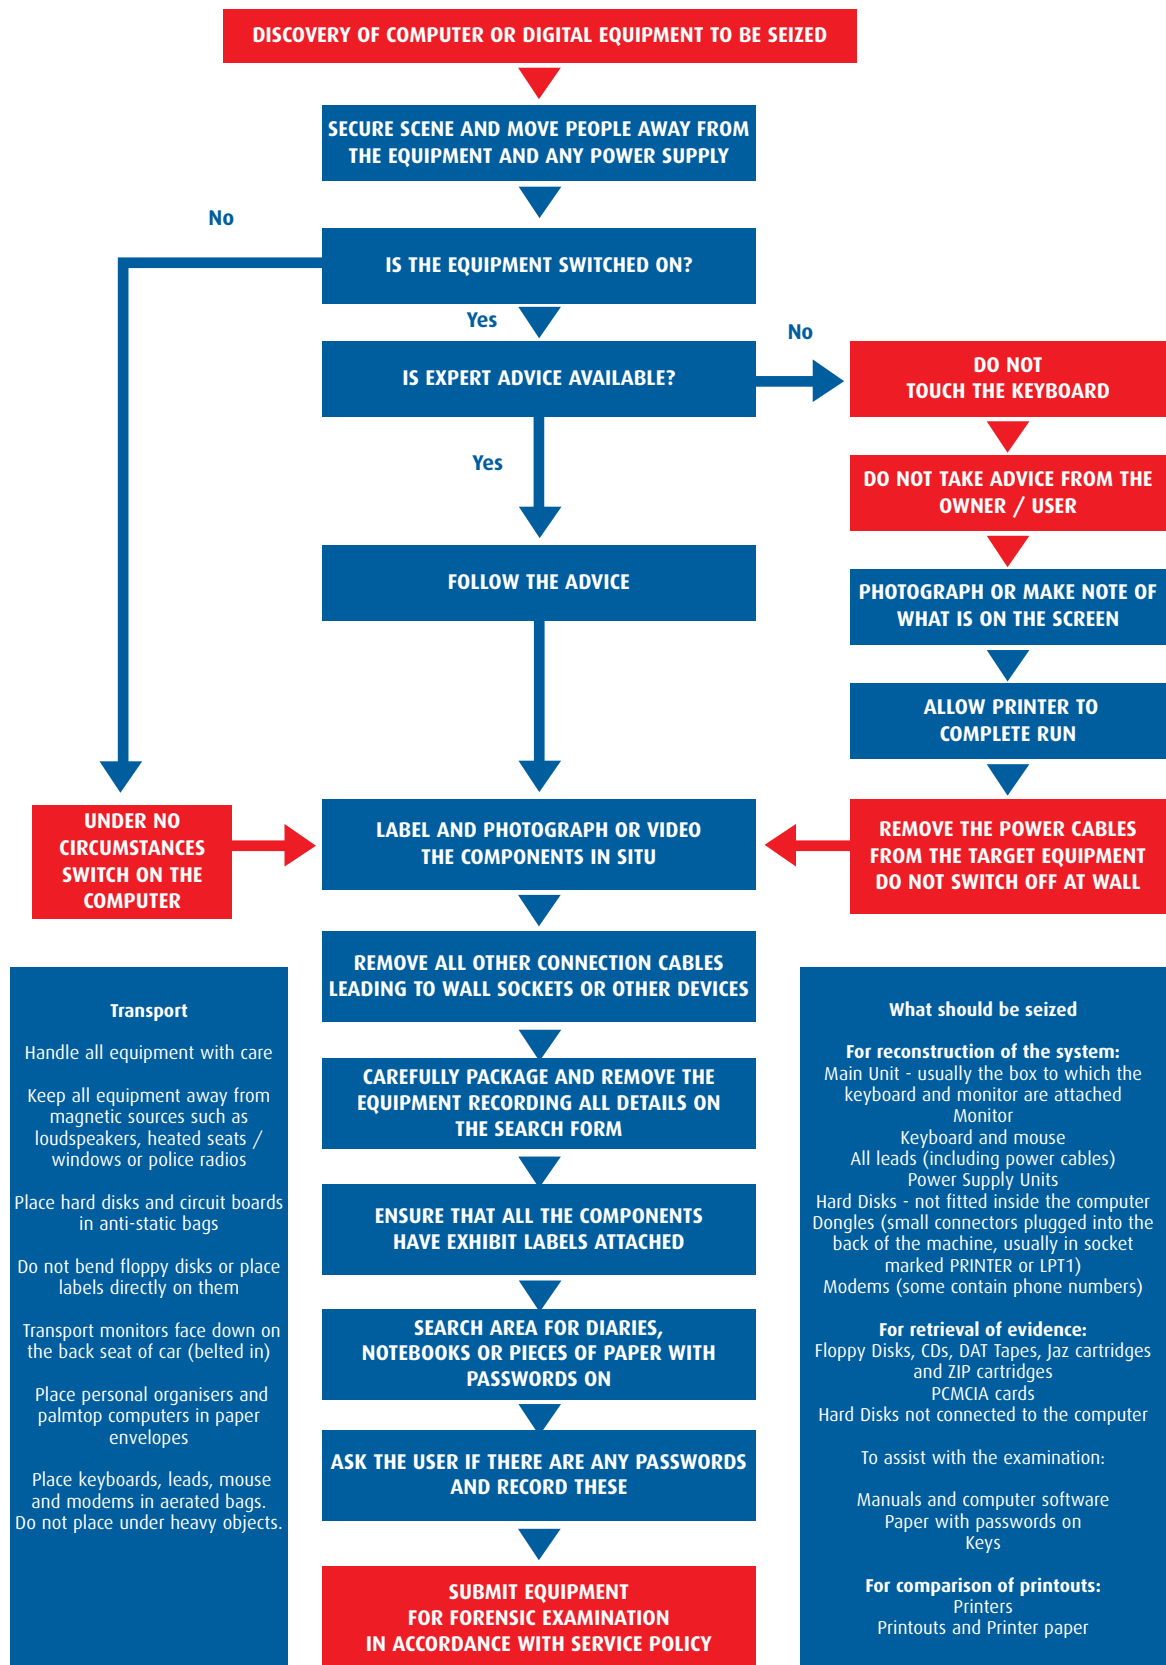 DISCOVERY OF COMPUTER OR DIGITAL EQUIPMENT TO BE SEIZED
SECURE SCENE AND MOVE PEOPLE AWAY FROM
THE EQUIPMENT AND ANY POWER SUPPLY
No
IS THE EQUIPMENT SWITCHED ON?
Yes
No
IS EXPERT ADVICE AVAILABLE?
DO NOT
TOUCH THE KEYBOARD
Yes
DO NOT TAKE ADVICE FROM THE
OWNER / USER
FOLLOW THE ADVICE
PHOTOGRAPH OR MAKE NOTE OF
WHAT IS ON THE SCREEN
ALLOW PRINTER TO
COMPLETE RUN
UNDER NO
CIRCUMSTANCES
SWITCH ON THE
COMPUTER
LABEL AND PHOTOGRAPH OR VIDEO
THE COMPONENTS IN SITU
REMOVE THE POWER CABLES
FROM THE TARGET EQUIPMENT
DO NOT SWITCH OFF AT WALL
REMOVE ALL OTHER CONNECTION CABLES
LEADING TO WALL SOCKETS OR OTHER DEVICES
CAREFULLY PACKAGE AND REMOVE THE
EQUIPMENT RECORDING ALL DETAILS ON
THE SEARCH FORM
ENSURE THAT ALL THE COMPONENTS
HAVE EXHIBIT LABELS ATTACHED
SEARCH AREA FOR DIARIES,
NOTEBOOKS OR PIECES OF PAPER WITH
PASSWORDS ON
ASK THE USER IF THERE ARE ANY PASSWORDS
AND RECORD THESE
SUBMIT EQUIPMENT
FOR FORENSIC EXAMINATION
IN ACCORDANCE WITH SERVICE POLICY
Transport
Handle all equipment with care
Keep all equipment away from
magnetic sources such as
loudspeakers, heated seats /
windows or police radios
Place hard disks and circuit boards
in anti-static bags
Do not bend floppy disks or place
labels directly on them
Transport monitors face down on
the back seat of car (belted in)
Place personal organisers and
palmtop computers in paper
envelopes
Place keyboards, leads, mouse
and modems in aerated bags.
Do not place under heavy objects.
What should be seized
For reconstruction of the system:
Main Unit - usually the box to which the
keyboard and monitor are attached
Monitor
Keyboard and mouse
All leads (including power cables)
Power Supply Units
Hard Disks - not fitted inside the computer
Dongles (small connectors plugged into the
back of the machine, usually in socket
marked PRINTER or LPT1)
Modems (some contain phone numbers)
For retrieval of evidence:
Floppy Disks, CDs, DAT Tapes, Jaz cartridges
and ZIP cartridges
PCMCIA cards
Hard Disks not connected to the computer
To assist with the examination:
Manuals and computer software
Paper with passwords on
Keys
For comparison of printouts:
Printers
Printouts and Printer paper